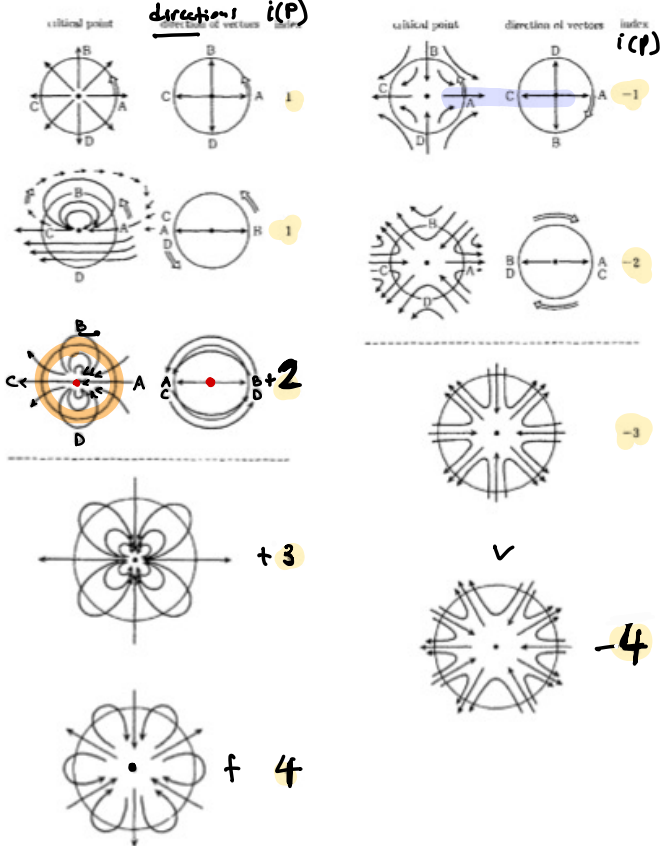 directions i(P)
critical point direction of vectors index
B B
C A C A 1
D D
B C
C A A B 1
D D
B
C A A B +2
D C D
+3
+ 4
critical point direction of vectors index
i(P)
B D
C A C A -1
D B
B B A
C A D C -2
D
-3
-4